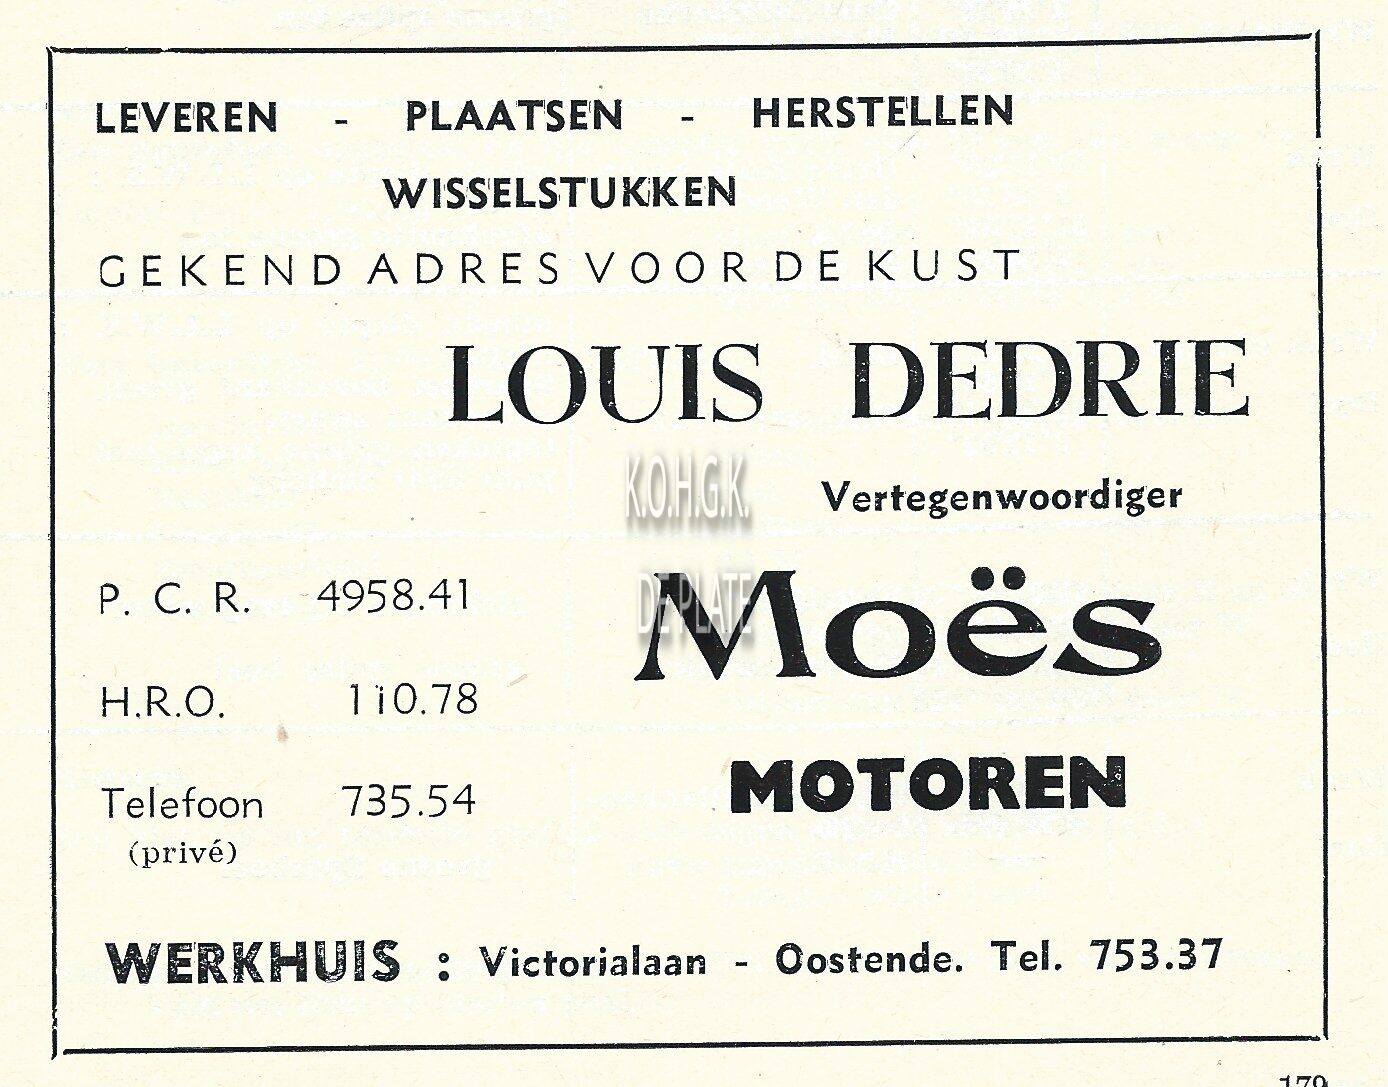 LEVEREN - PLAATSEN - HERSTELLEN
WISSELSTUKKEN
GEKEND ADRES VOOR DE KUST
LOUIS DEDRIE
K.O.H.G.K.
DE PLATE
Vertegenwoordiger
Moës
MOTOREN
P. C. R. 4958.41
H.R.O. 110.78
Telefoon 735.54
(privé)
WERKHUIS : Victorialaan - Oostende. Tel. 753.37